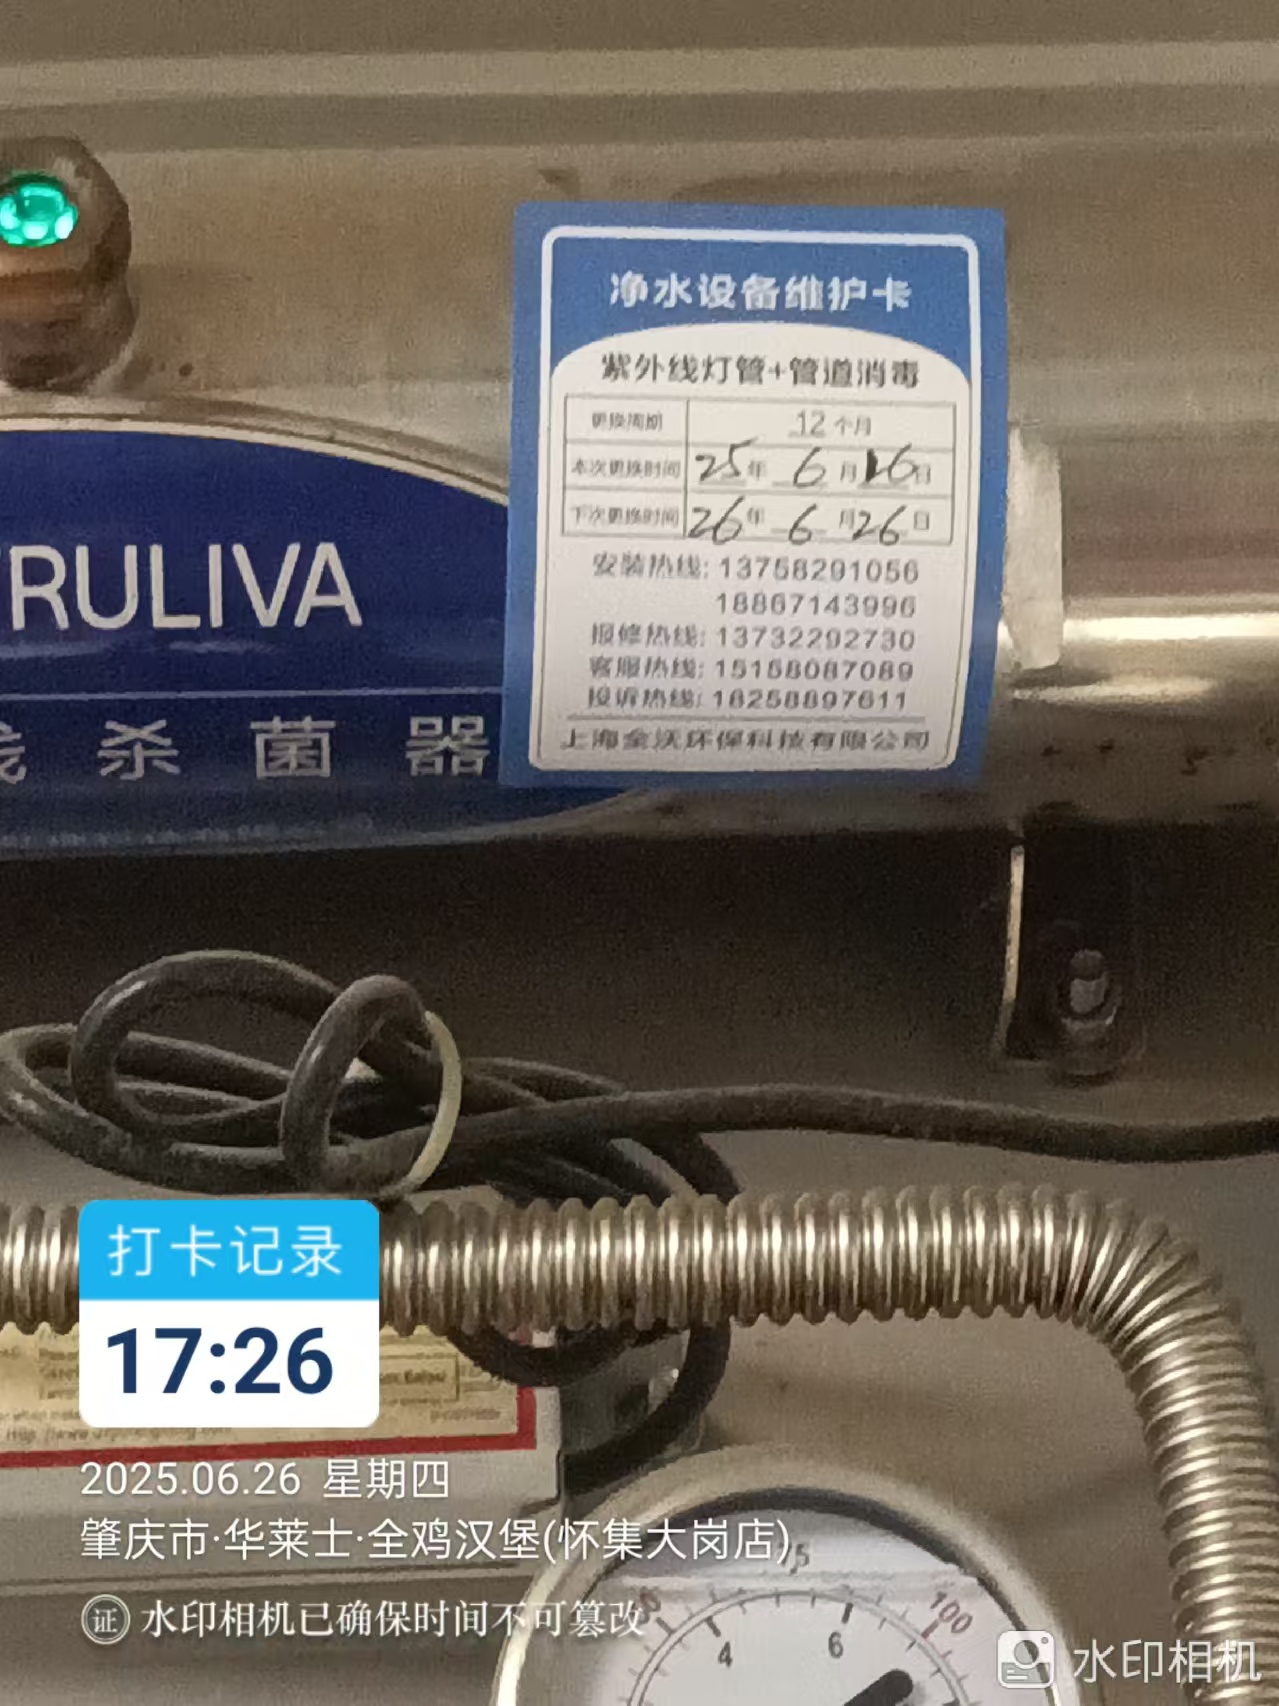 净水设备维护卡
紫外线灯管+管道消毒
更换周期 12个月
本次更换时间 25年 6月26日
下次更换时间 26年 6月26日
安装热线: 13758291056
18867143996
报修热线: 13732292730
客服热线: 15158087089
投诉热线: 18258897611
上海金沃环保科技有限公司
RULIVA
线 杀 菌 器
打卡记录
17:26
2025.06.26 星期四
肇庆市·华莱士·全鸡汉堡(怀集大岗店)
证 水印相机已确保时间不可篡改
75
100
4
6
水印相机